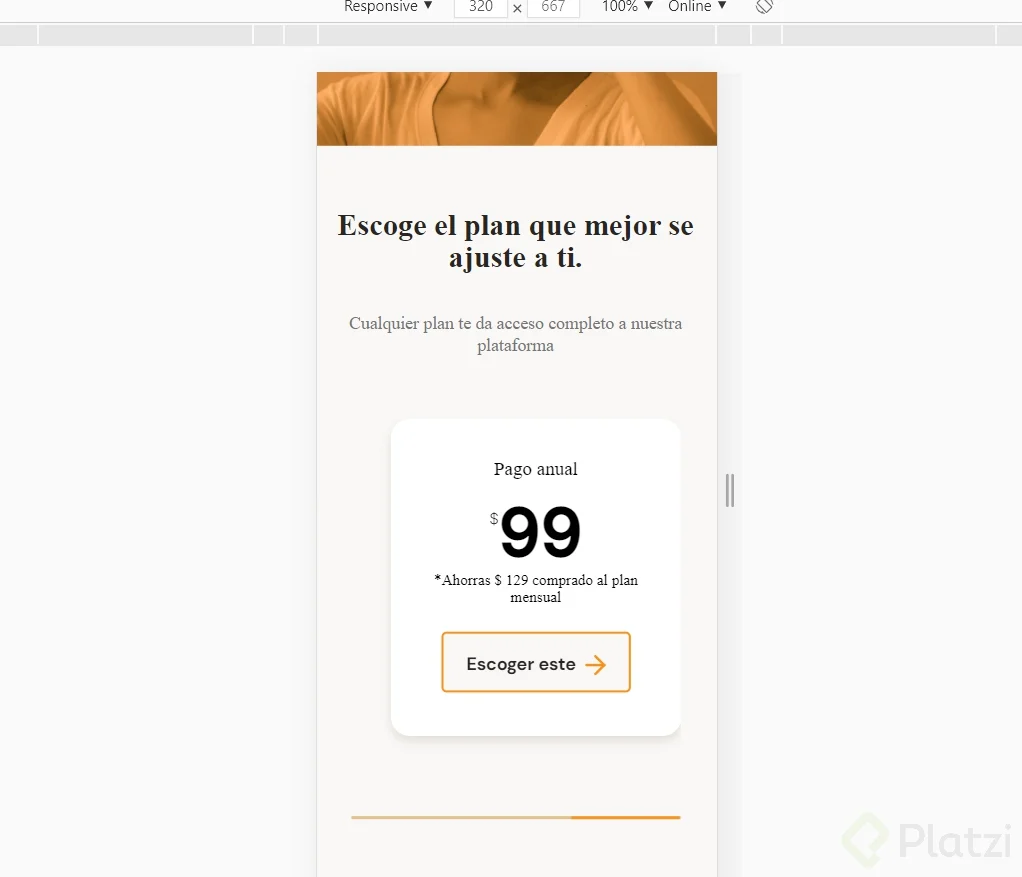 Responsive ▼ 320 × 667 100% ▼ Online ▼
Escoge el plan que mejor se
ajuste a ti.
Cualquier plan te da acceso completo a nuestra
plataforma
Pago anual
$99
*Ahorras $ 129 comprado al plan
mensual
Escoger este →
Platzi